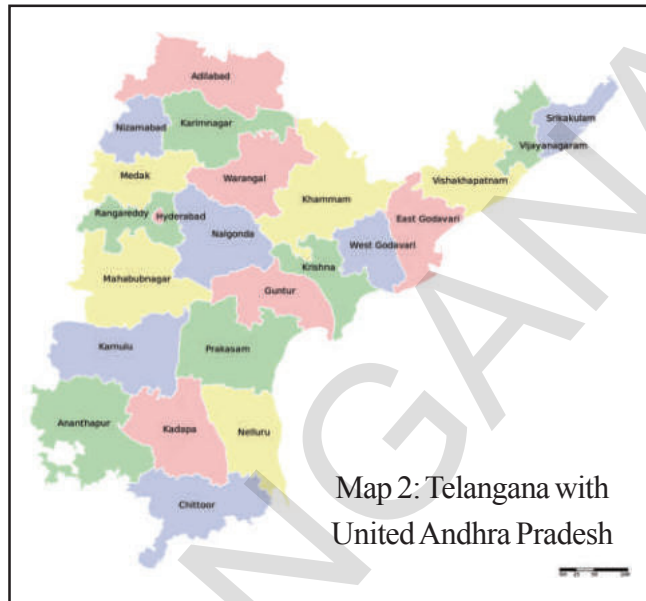 Adilabad
Nizamabad
Karimnagar
Srikakulam
Vijayanagaram
Medak
Warangal
Vishakhapatnam
Khammam
Rangareddy
Hyderabad
East Godavari
Nalgonda
West Godavari
Krishna
Mahabubnagar
Guntur
Karnulu
Prakasam
Ananthapur
Kadapa
Nelluru
Chittoor
Map 2: Telangana with
United Andhra Pradesh
NGANA